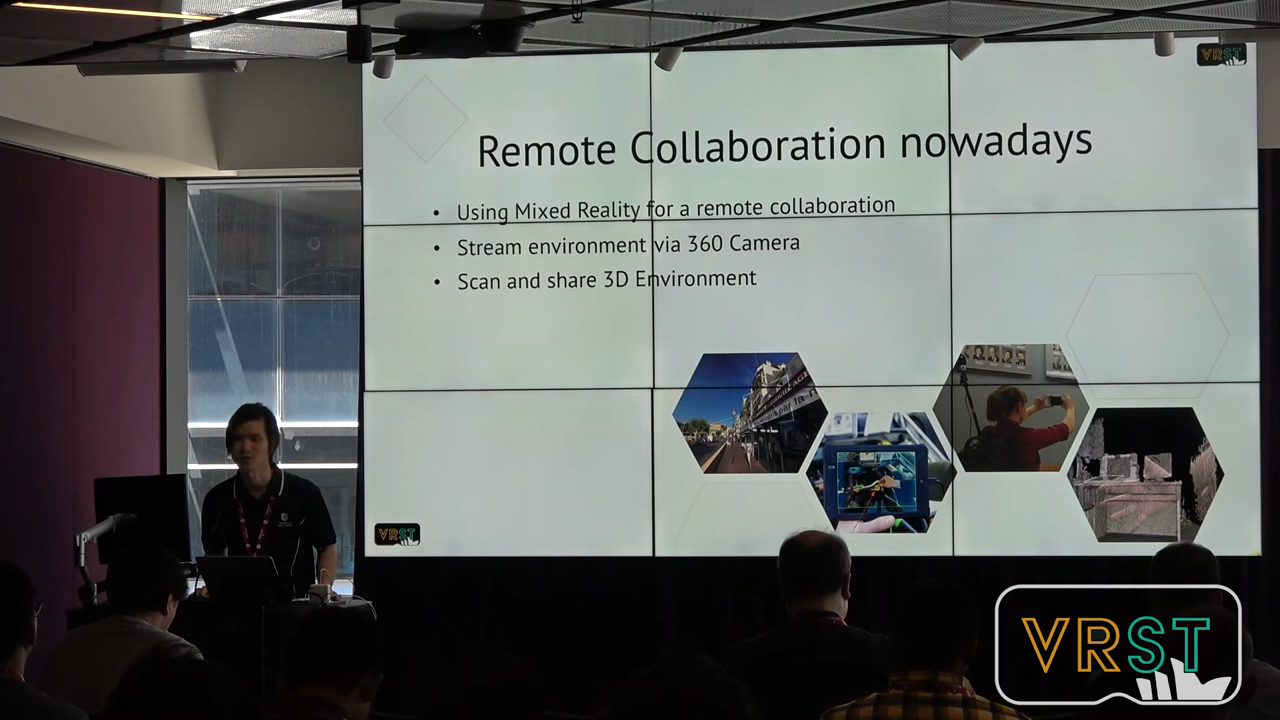 VRST
Remote Collaboration nowadays
• Using Mixed Reality for a remote collaboration
• Stream environment via 360 Camera
• Scan and share 3D Environment
VRST
VRST